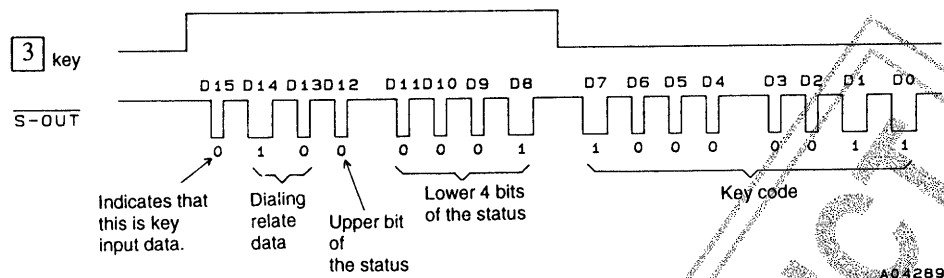 3 key
D15 D14 D13 D12 D11 D10 D9 D8 D7 D6 D5 D4 D3 D2 D1 D0
S-OUT
0 1 0 0 0 0 0 1 1 0 0 0 0 0 1 1
Indicates that
this is key
input data.
Dialing
relate
data
Upper bit
of
the status
Lower 4 bits
of the status
Key code
A04289